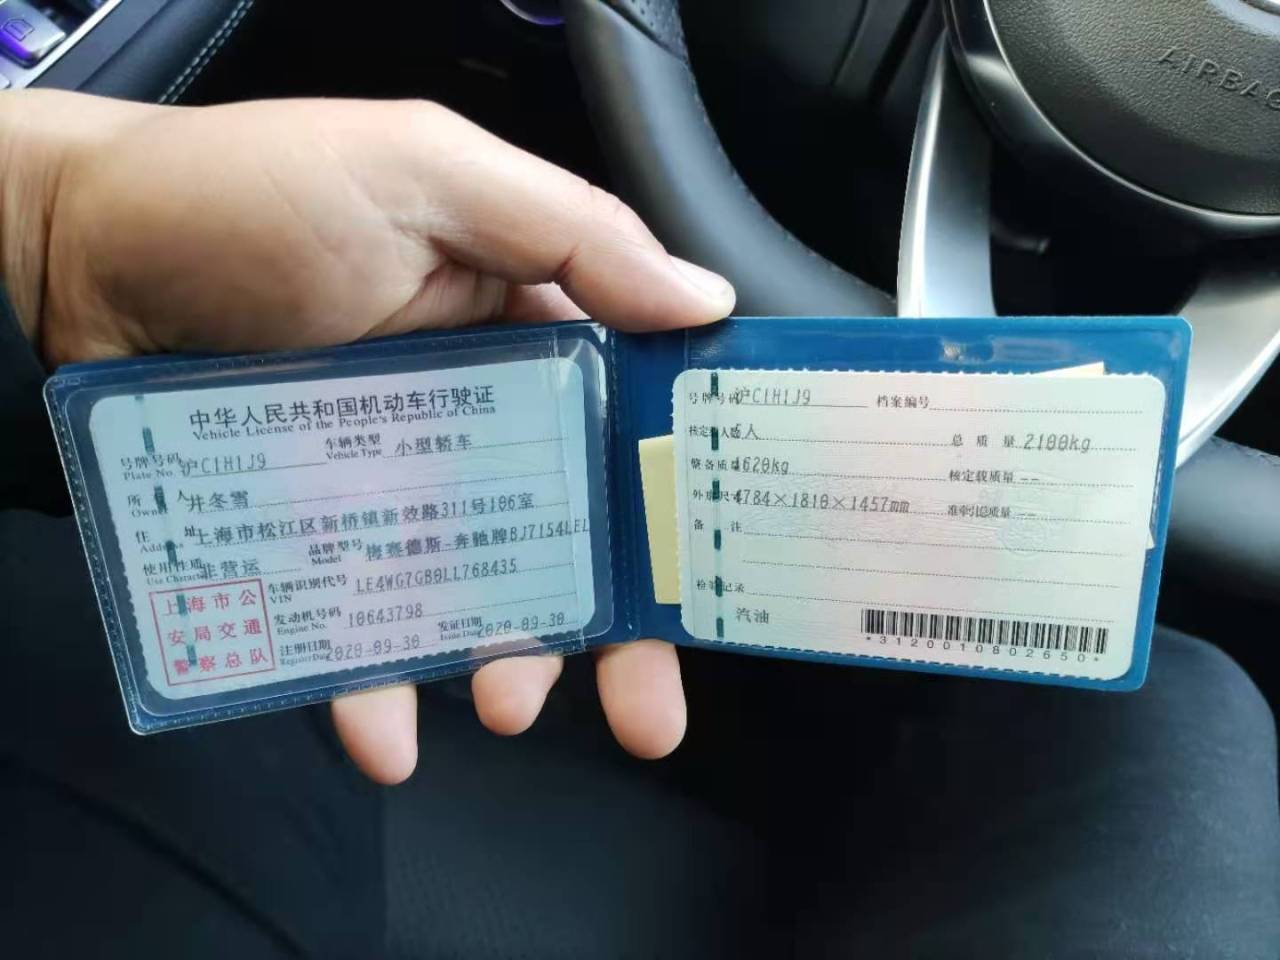 AIRBAG
中华人民共和国机动车行驶证
Vehicle License of the People's Republic of China
号牌号码 沪C1H1J9 车辆类型 小型轿车
Plate No. Vehicle Type
所有人 井冬雪
Owner
住址 上海市松江区新桥镇新效路311号106室
Address
使用性质 非营运 品牌型号 梅赛德斯-奔驰牌BJ7154LEL
Use Character Model
上海市公
安局交通
警察总队
车辆识别代号 LE4WG7GB0LL768435
VIN
发动机号码 10643798
Engine No.
注册日期 2020-09-30 发证日期 2020-09-30
Register Date Issue Date
号牌号码 沪C1H1J9 档案编号
核定载人数 5人 总质量 2100kg
整备质量 1620kg 核定载质量 --
外廓尺寸 4784×1810×1457mm 准牵引总质量 --
备注
检验记录
汽油
*3120010802650*